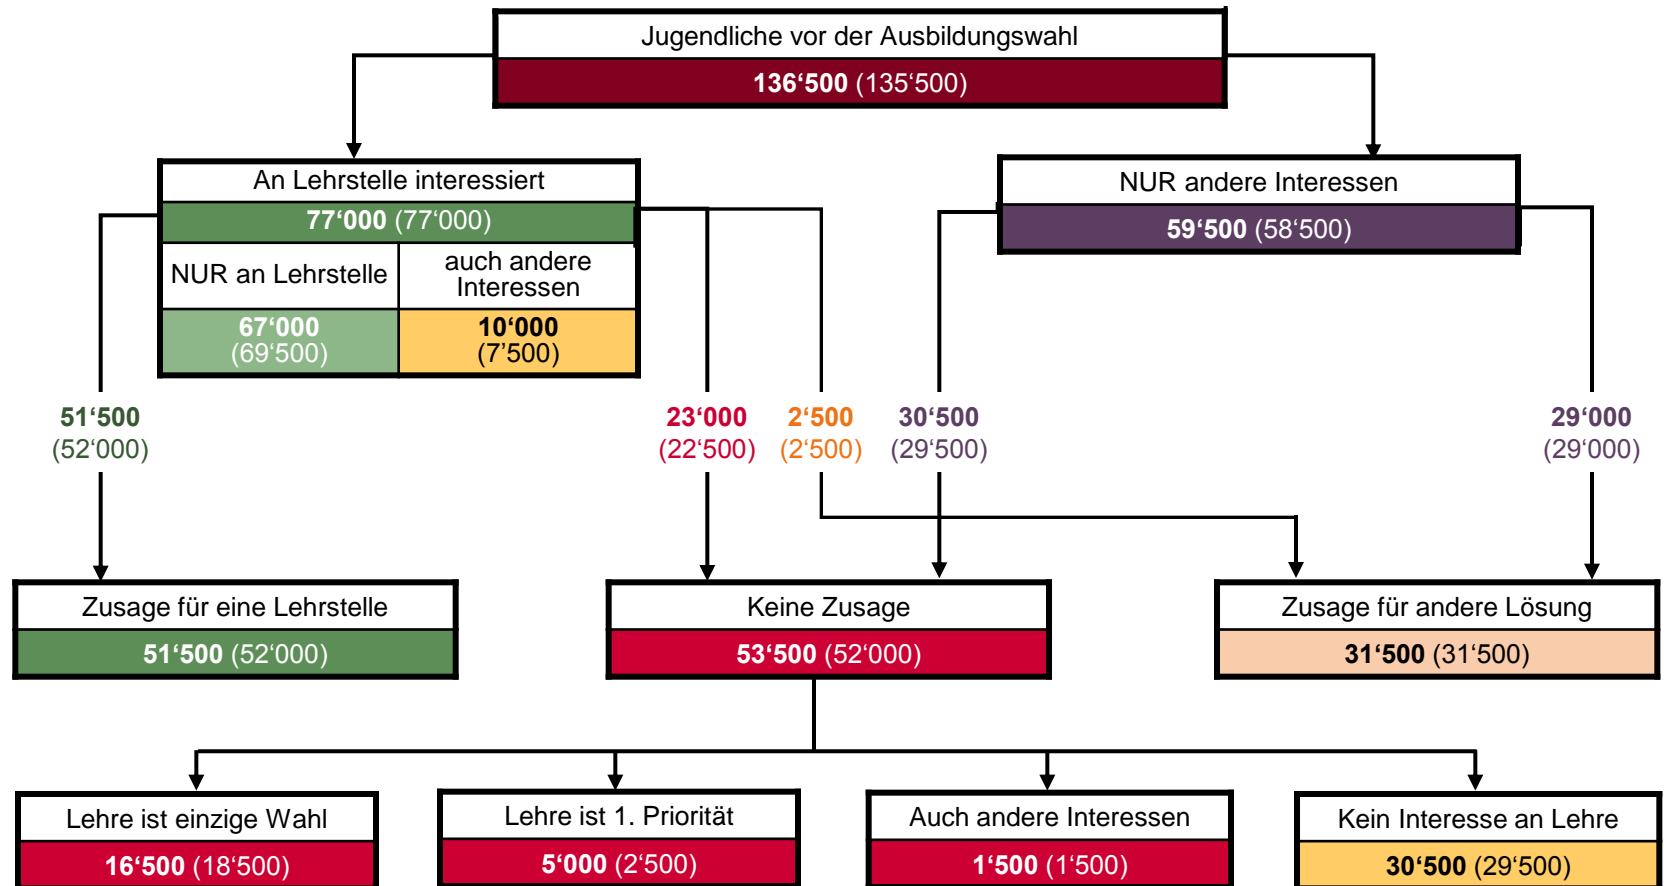 Jugendliche vor der Ausbildungswahl
136‘500 (135‘500)
An Lehrstelle interessiert
77‘000 (77‘000)
NUR an Lehrstelle
auch andere
Interessen
67‘000
(69‘500)
10‘000
(7’500)
NUR andere Interessen
59‘500 (58‘500)
51‘500
(52‘000)
23‘000
(22‘500)
2‘500
(2‘500)
30‘500
(29‘500)
29‘000
(29‘000)
Zusage für eine Lehrstelle
51‘500 (52‘000)
Keine Zusage
53‘500 (52‘000)
Zusage für andere Lösung
31‘500 (31‘500)
Lehre ist einzige Wahl
16‘500 (18‘500)
Lehre ist 1. Priorität
5‘000 (2‘500)
Auch andere Interessen
1‘500 (1‘500)
Kein Interesse an Lehre
30‘500 (29‘500)